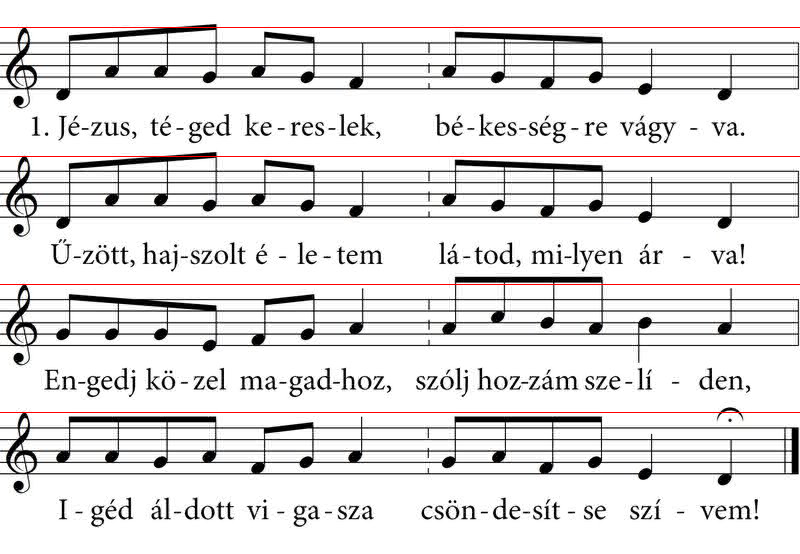 1. Jé-zus, té-ged ke-res-lek, bé-kes-ség-re vágy-va.
Ű-zött, haj-szolt é-le-tem lá-tod, mi-lyen ár-va!
En-gedj kö-zel ma-gad-hoz, szólj hoz-zám sze-lí-den,
I-géd ál-dott vi-ga-sza csön-de-sít-se szí-vem!